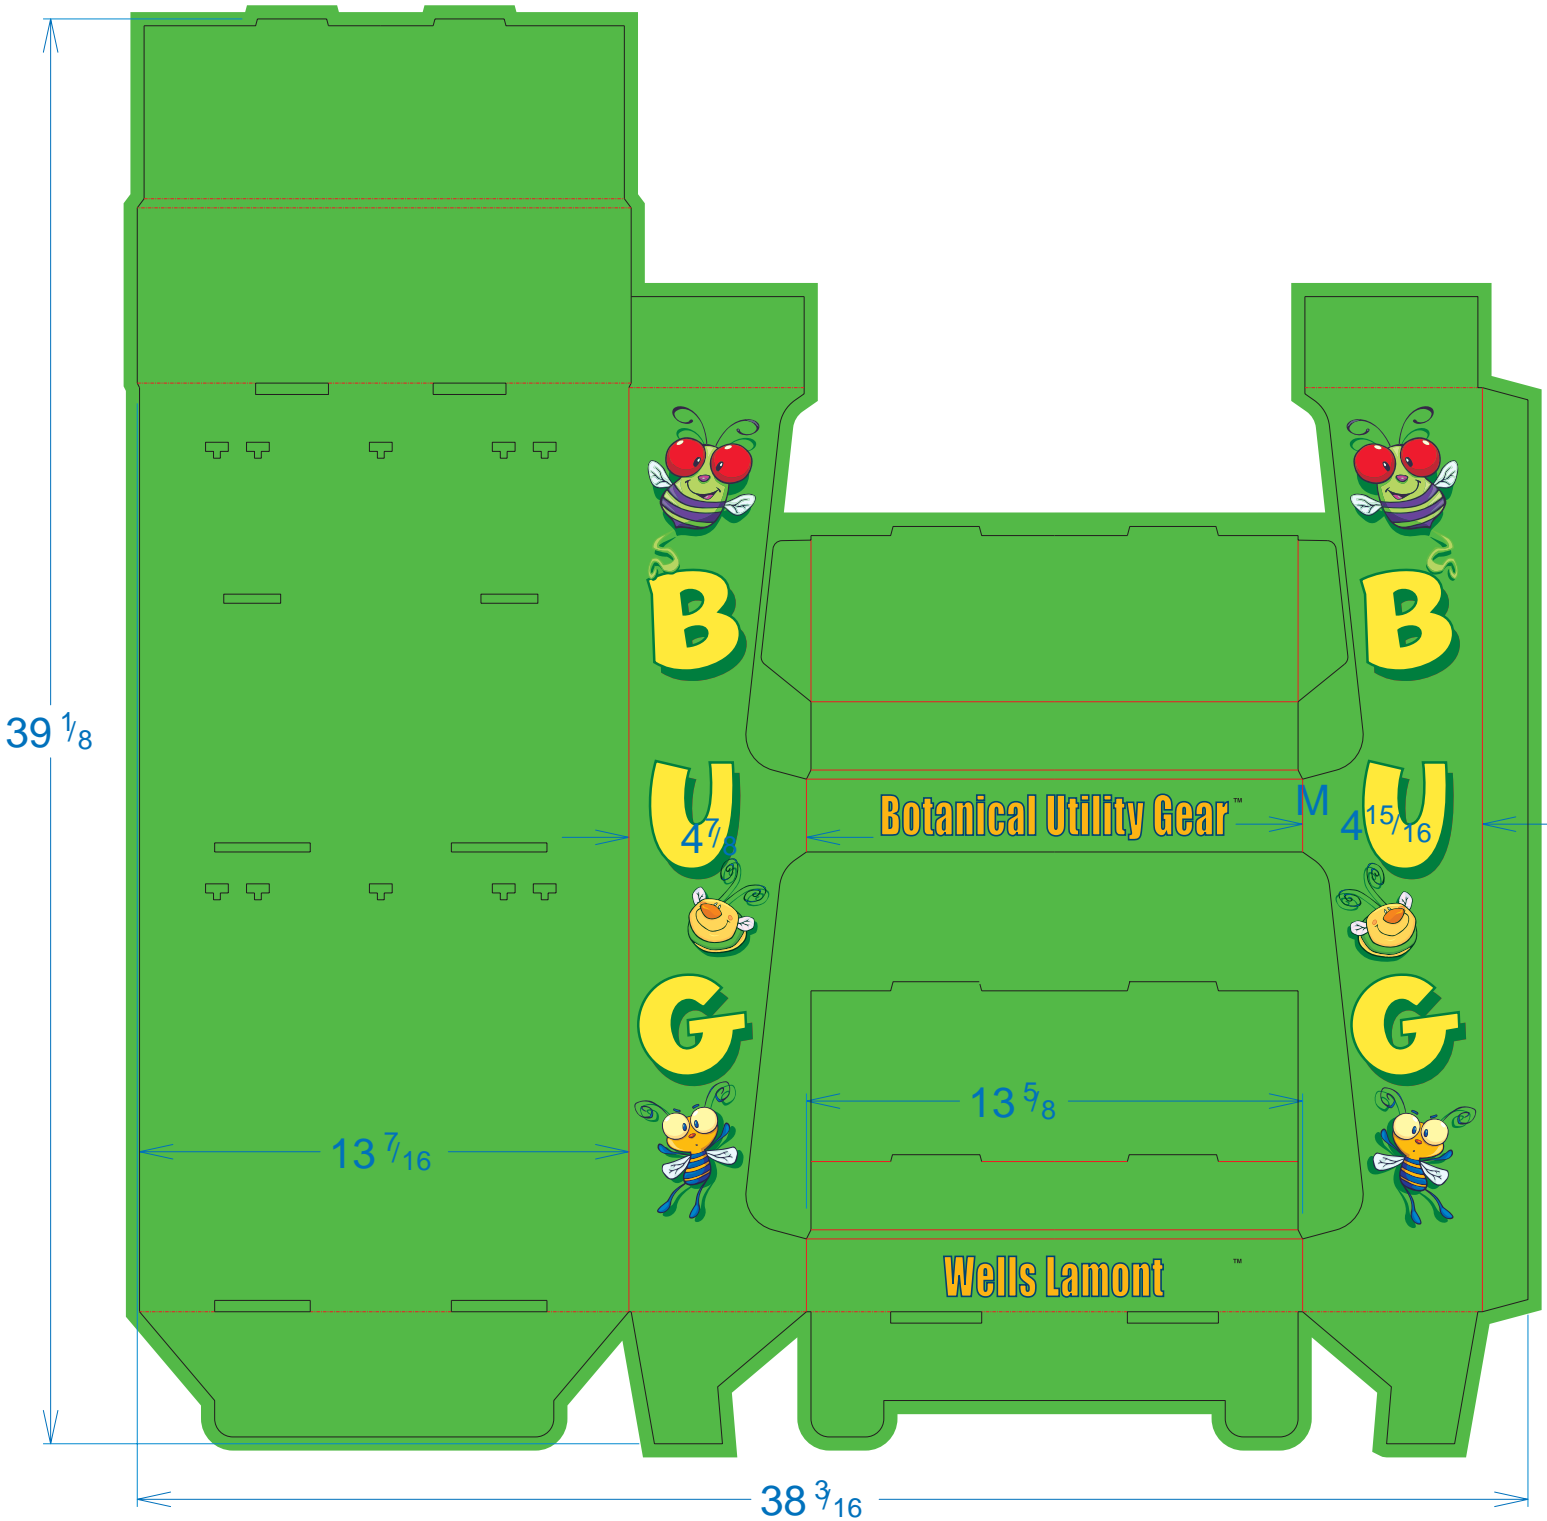 B
B
39 1/8
U
4 7/8
Botanical Utility Gear™
M
U
4 15/16
G
G
13 5/8
13 7/16
Wells Lamont ™
38 3/16